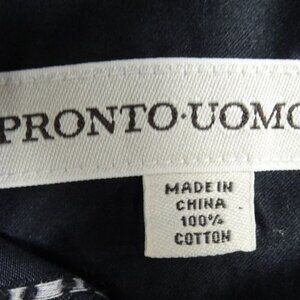 PRONTO·UOMO
MADE IN
CHINA
100%
COTTON